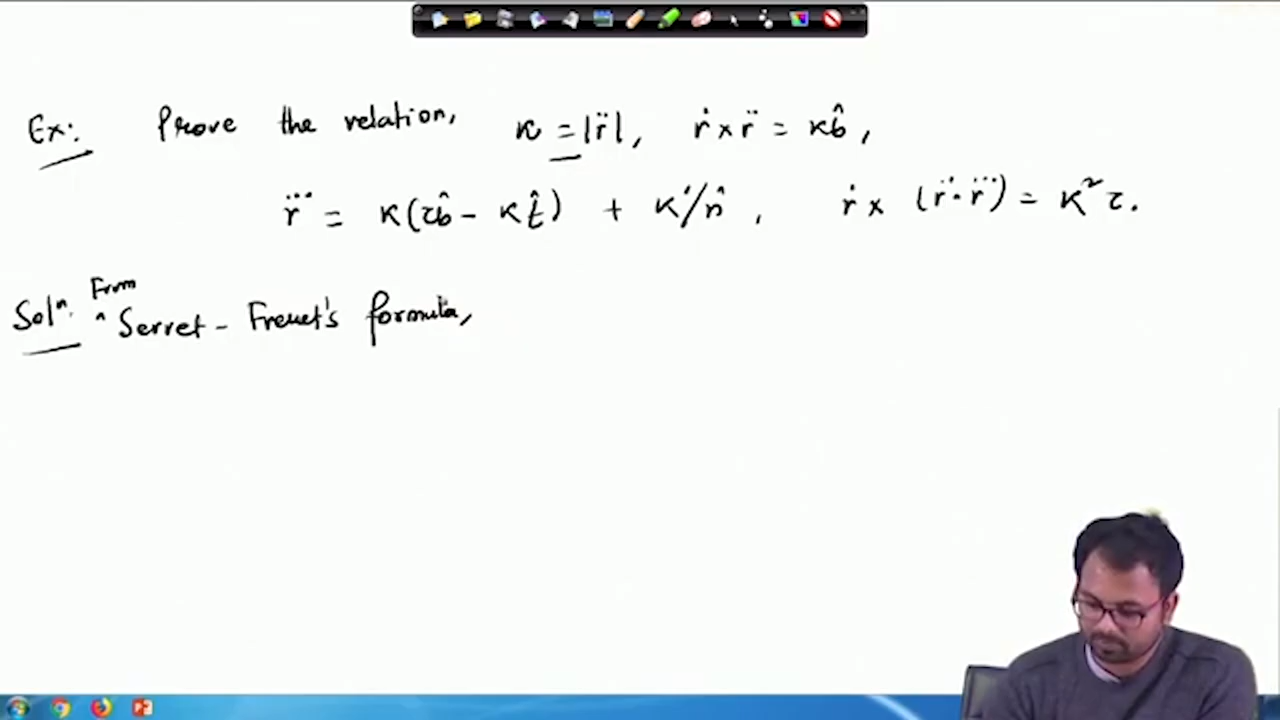 Ex: Prove the relation, κ = |r̈|, ṙ × r̈ = κb̂,
r⃛ = κ(τb̂ - κt̂) + κ'/n̂, ṙ × (r̈ · r⃛) = κ²τ.
Solⁿ. From ^ Serret - Frenet's formula,